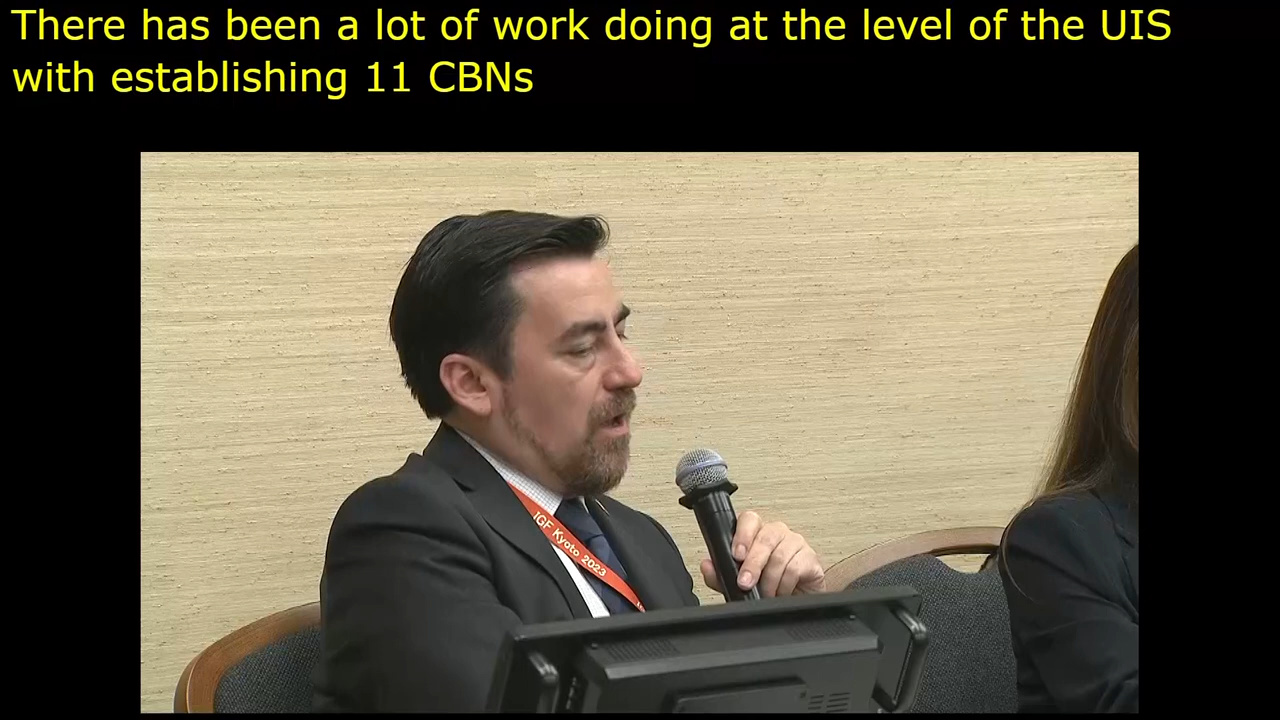 There has been a lot of work doing at the level of the UIS
with establishing 11 CBNs
IGF Kyoto 2023